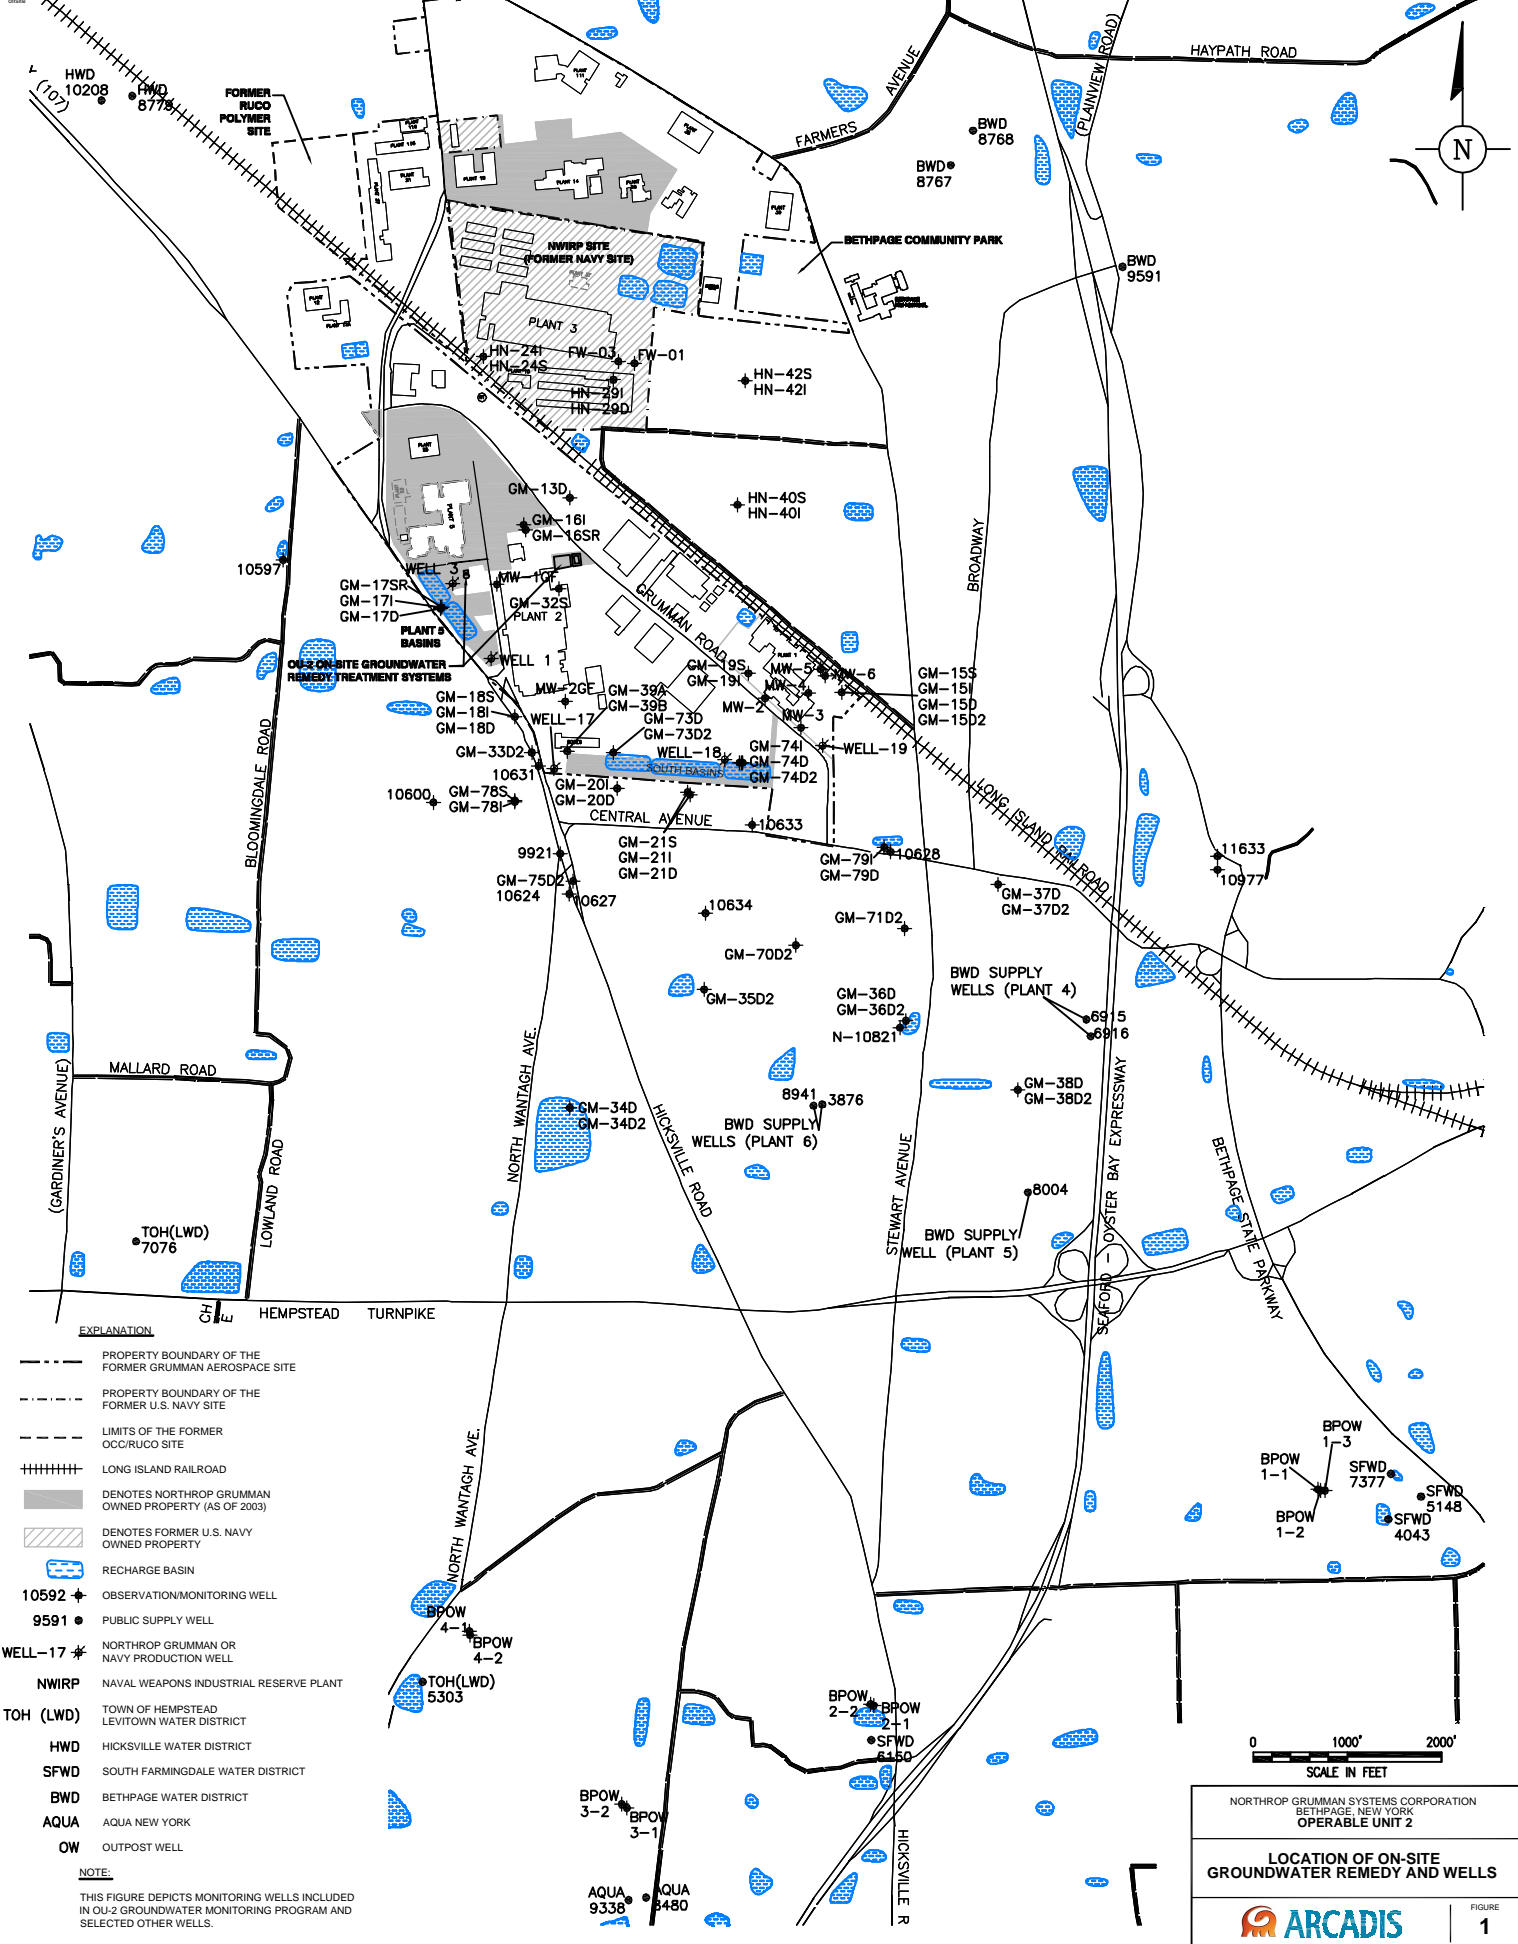 HAYPATH ROAD
(PLAINVIEW ROAD)
AVENUE
FARMERS
HWD
10208
HWD
8779
(107)
FORMER
RUCO
POLYMER
SITE
BWD
8768
BWD
8767
N
BETHPAGE COMMUNITY PARK
BWD
9591
NWIRP SITE
(FORMER NAVY SITE)
PLANT 3
HN-24I
HN-24S
FW-03
FW-01
HN-29I
HN-29D
HN-42S
HN-42I
GM-13D
GM-16I
GM-16SR
HN-40S
HN-40I
BROADWAY
10597
WELL 3
MW-1GF
GM-17SR
GM-17I
GM-17D
GM-32S
PLANT 2
PLANT 5
PLANT 5
BASINS
GRUMMAN ROAD
OU-2 ON-SITE GROUNDWATER
REMEDY TREATMENT SYSTEMS
WELL 1
PLANT 1
GM-19S
GM-19I
MW-5
MW-6
MW-4
MW-2
MW-3
GM-15S
GM-15I
GM-15D
GM-15D2
MW-2GF
GM-39A
GM-39B
GM-18S
GM-18I
GM-18D
WELL-17
GM-73D
GM-73D2
WELL-18
GM-74I
GM-74D
GM-74D2
WELL-19
GM-33D2
10631
SOUTH BASINS
GM-20I
GM-20D
10600
GM-78S
GM-78I
CENTRAL AVENUE
10633
LONG ISLAND RAILROAD
BLOOMINGDALE ROAD
GM-21S
GM-21I
GM-21D
9921
GM-79I
GM-79D
10628
11633
10977
GM-75D2
10624
10627
GM-37D
GM-37D2
10634
GM-71D2
GM-70D2
GM-35D2
BWD SUPPLY
WELLS (PLANT 4)
GM-36D
GM-36D2
N-10821
6915
6916
MALLARD ROAD
(GARDINER'S AVENUE)
LOWLAND ROAD
NORTH WANTAGH AVE.
HICKSVILLE ROAD
GM-38D
GM-38D2
8941
3876
BWD SUPPLY
WELLS (PLANT 6)
GM-34D
GM-34D2
STEWART AVENUE
SEAFORD - OYSTER BAY EXPRESSWAY
BETHPAGE STATE PARKWAY
8004
BWD SUPPLY
WELL (PLANT 5)
TOH(LWD)
7076
CH
E
HEMPSTEAD TURNPIKE
EXPLANATION
PROPERTY BOUNDARY OF THE
FORMER GRUMMAN AEROSPACE SITE
PROPERTY BOUNDARY OF THE
FORMER U.S. NAVY SITE
LIMITS OF THE FORMER
OCC/RUCO SITE
LONG ISLAND RAILROAD
DENOTES NORTHROP GRUMMAN
OWNED PROPERTY (AS OF 2003)
DENOTES FORMER U.S. NAVY
OWNED PROPERTY
RECHARGE BASIN
10592 OBSERVATION/MONITORING WELL
9591 PUBLIC SUPPLY WELL
WELL-17 NORTHROP GRUMMAN OR
NAVY PRODUCTION WELL
NWIRP NAVAL WEAPONS INDUSTRIAL RESERVE PLANT
TOH (LWD) TOWN OF HEMPSTEAD
LEVITOWN WATER DISTRICT
HWD HICKSVILLE WATER DISTRICT
SFWD SOUTH FARMINGDALE WATER DISTRICT
BWD BETHPAGE WATER DISTRICT
AQUA AQUA NEW YORK
OW OUTPOST WELL
NOTE:
THIS FIGURE DEPICTS MONITORING WELLS INCLUDED
IN OU-2 GROUNDWATER MONITORING PROGRAM AND
SELECTED OTHER WELLS.
NORTH WANTAGH AVE.
BPOW
4-1
BPOW
4-2
TOH(LWD)
5303
BPOW
3-2
BPOW
3-1
AQUA
9338
AQUA
8480
BPOW
2-2
BPOW
2-1
SFWD
6150
HICKSVILLE R
BPOW
1-3
BPOW
1-1
BPOW
1-2
SFWD
7377
SFWD
5148
SFWD
4043
0 1000' 2000'
SCALE IN FEET
NORTHROP GRUMMAN SYSTEMS CORPORATION
BETHPAGE, NEW YORK
OPERABLE UNIT 2
LOCATION OF ON-SITE
GROUNDWATER REMEDY AND WELLS
ARCADIS
FIGURE
1